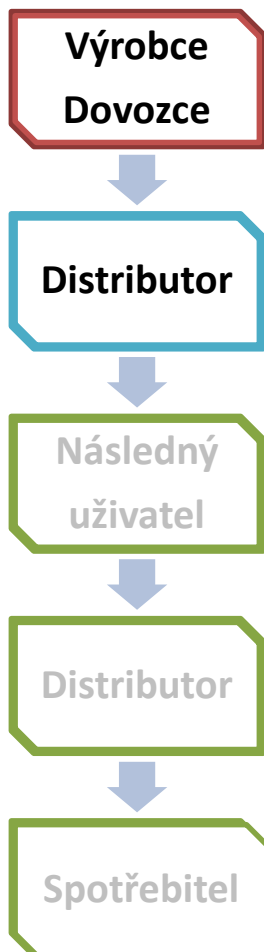 Výrobce
Dovozce
Distributor
Následný
uživatel
Distributor
Spotřebitel